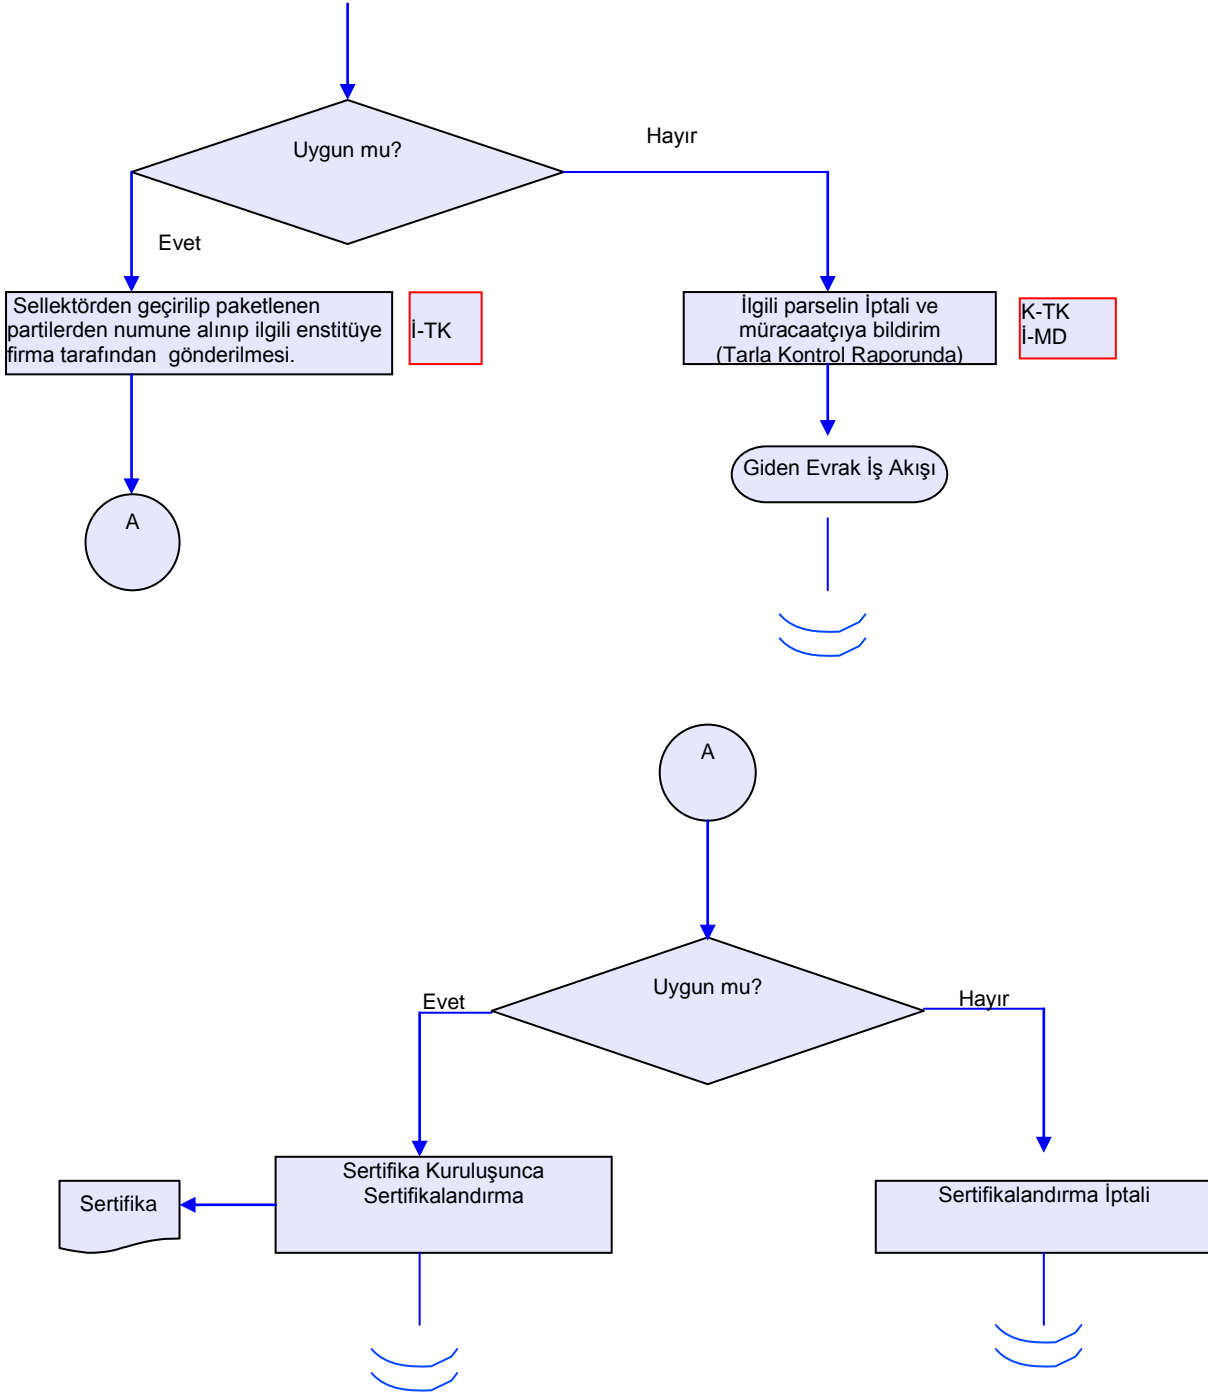 Uygun mu?
Hayır
Evet
Sellektörden geçirilip paketlenen
partilerden numune alınıp ilgili enstitüye
firma tarafından gönderilmesi.
İ-TK
İlgili parselin İptali ve
müracaatçıya bildirim
(Tarla Kontrol Raporunda)
K-TK
İ-MD
Giden Evrak İş Akışı
A
A
Uygun mu?
Evet
Hayır
Sertifika Kuruluşunca
Sertifikalandırma
Sertifika
Sertifikalandırma İptali